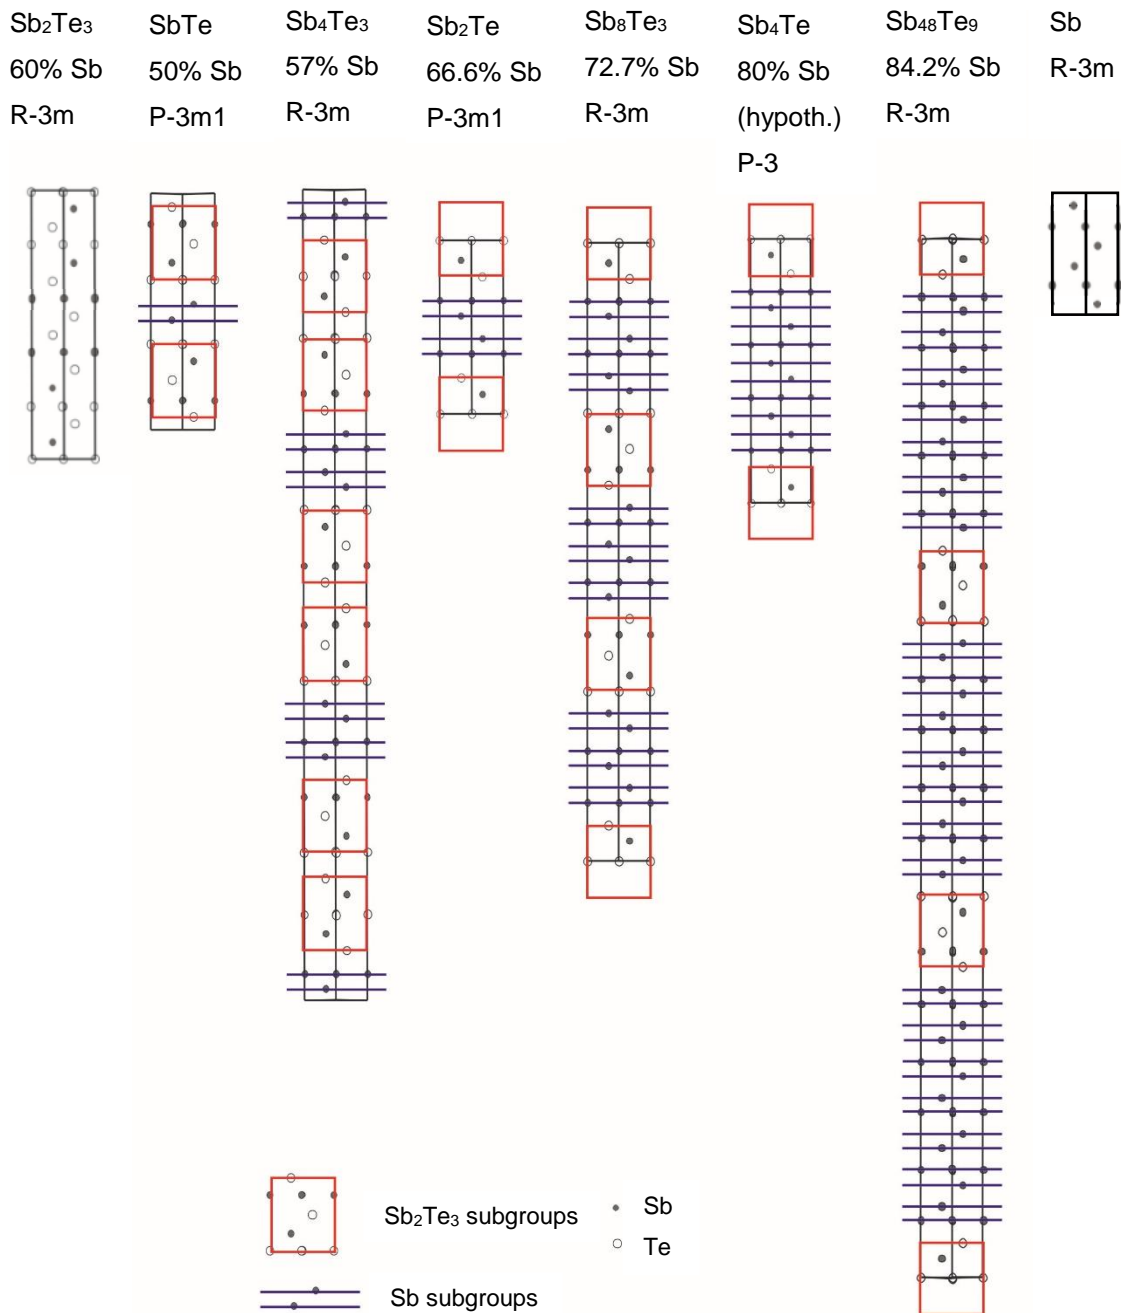 Sb₂Te₃
60% Sb
R-3m
SbTe
50% Sb
P-3m1
Sb₄Te₃
57% Sb
R-3m
Sb₂Te
66.6% Sb
P-3m1
Sb₈Te₃
72.7% Sb
R-3m
Sb₄Te
80% Sb
(hypoth.)
P-3
Sb₄₈Te₉
84.2% Sb
R-3m
Sb
R-3m
Sb₂Te₃ subgroups
Sb
Te
Sb subgroups